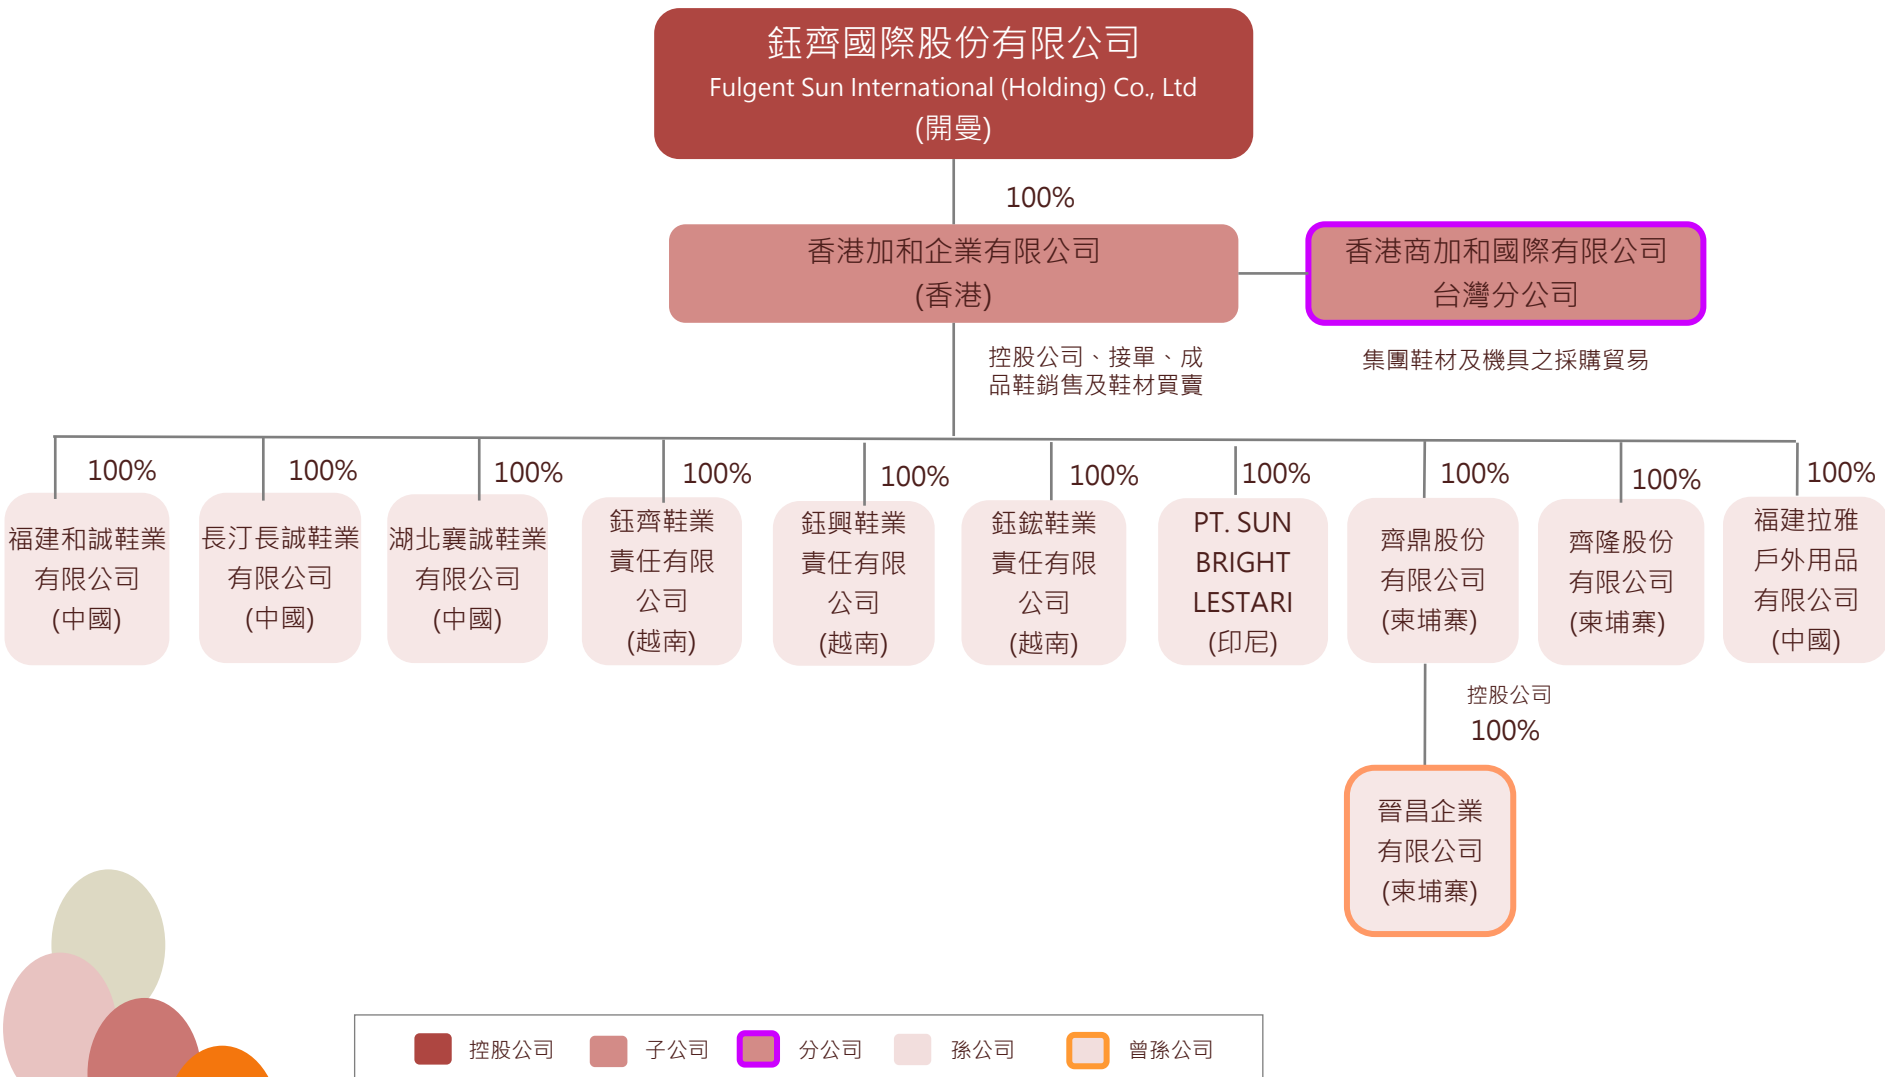 鈺齊國際股份有限公司
Fulgent Sun International (Holding) Co., Ltd
(開曼)
100%
香港加和企業有限公司
(香港)
香港商加和國際有限公司
台灣分公司
控股公司、接單、成
品鞋銷售及鞋材買賣
集團鞋材及機具之採購貿易
100%
福建和誠鞋業
有限公司
(中國)
100%
長汀長誠鞋業
有限公司
(中國)
100%
湖北襄誠鞋業
有限公司
(中國)
100%
鈺齊鞋業
責任有限
公司
(越南)
100%
鈺興鞋業
責任有限
公司
(越南)
100%
鈺鋐鞋業
責任有限
公司
(越南)
100%
PT. SUN
BRIGHT
LESTARI
(印尼)
100%
齊鼎股份
有限公司
(柬埔寨)
100%
齊隆股份
有限公司
(柬埔寨)
100%
福建拉雅
戶外用品
有限公司
(中國)
控股公司
100%
晉昌企業
有限公司
(柬埔寨)
控股公司
子公司
分公司
孫公司
曾孫公司